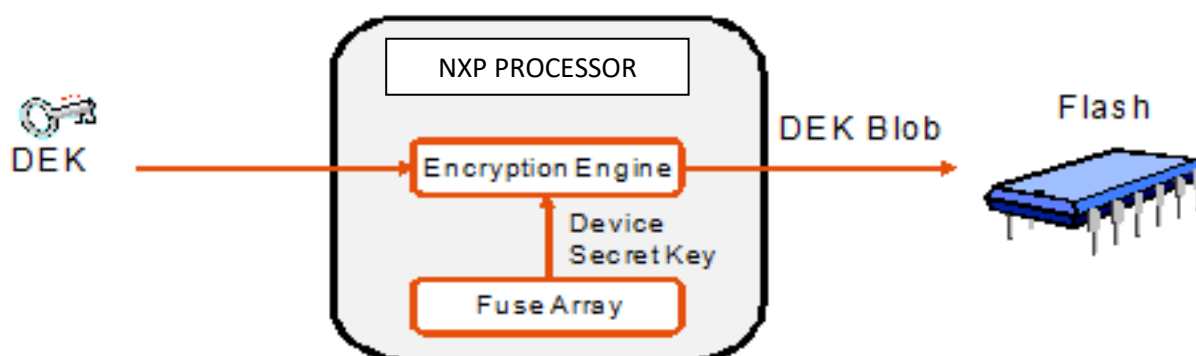 NXP PROCESSOR
DEK
Encryption Engine
DEK Blob
Flash
Device
Secret Key
Fuse Array